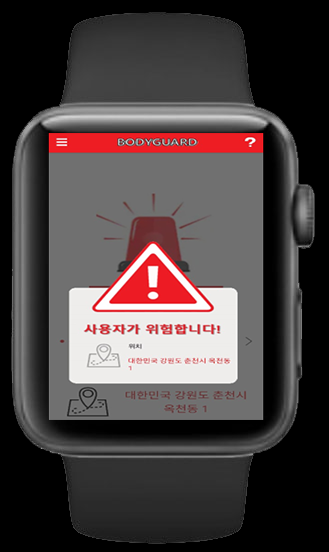 BODYGUARD ?
!
사용자가 위험합니다!
위치
대한민국 강원도 춘천시 옥천동
1
대한민국 강원도 춘천시
옥천동 1